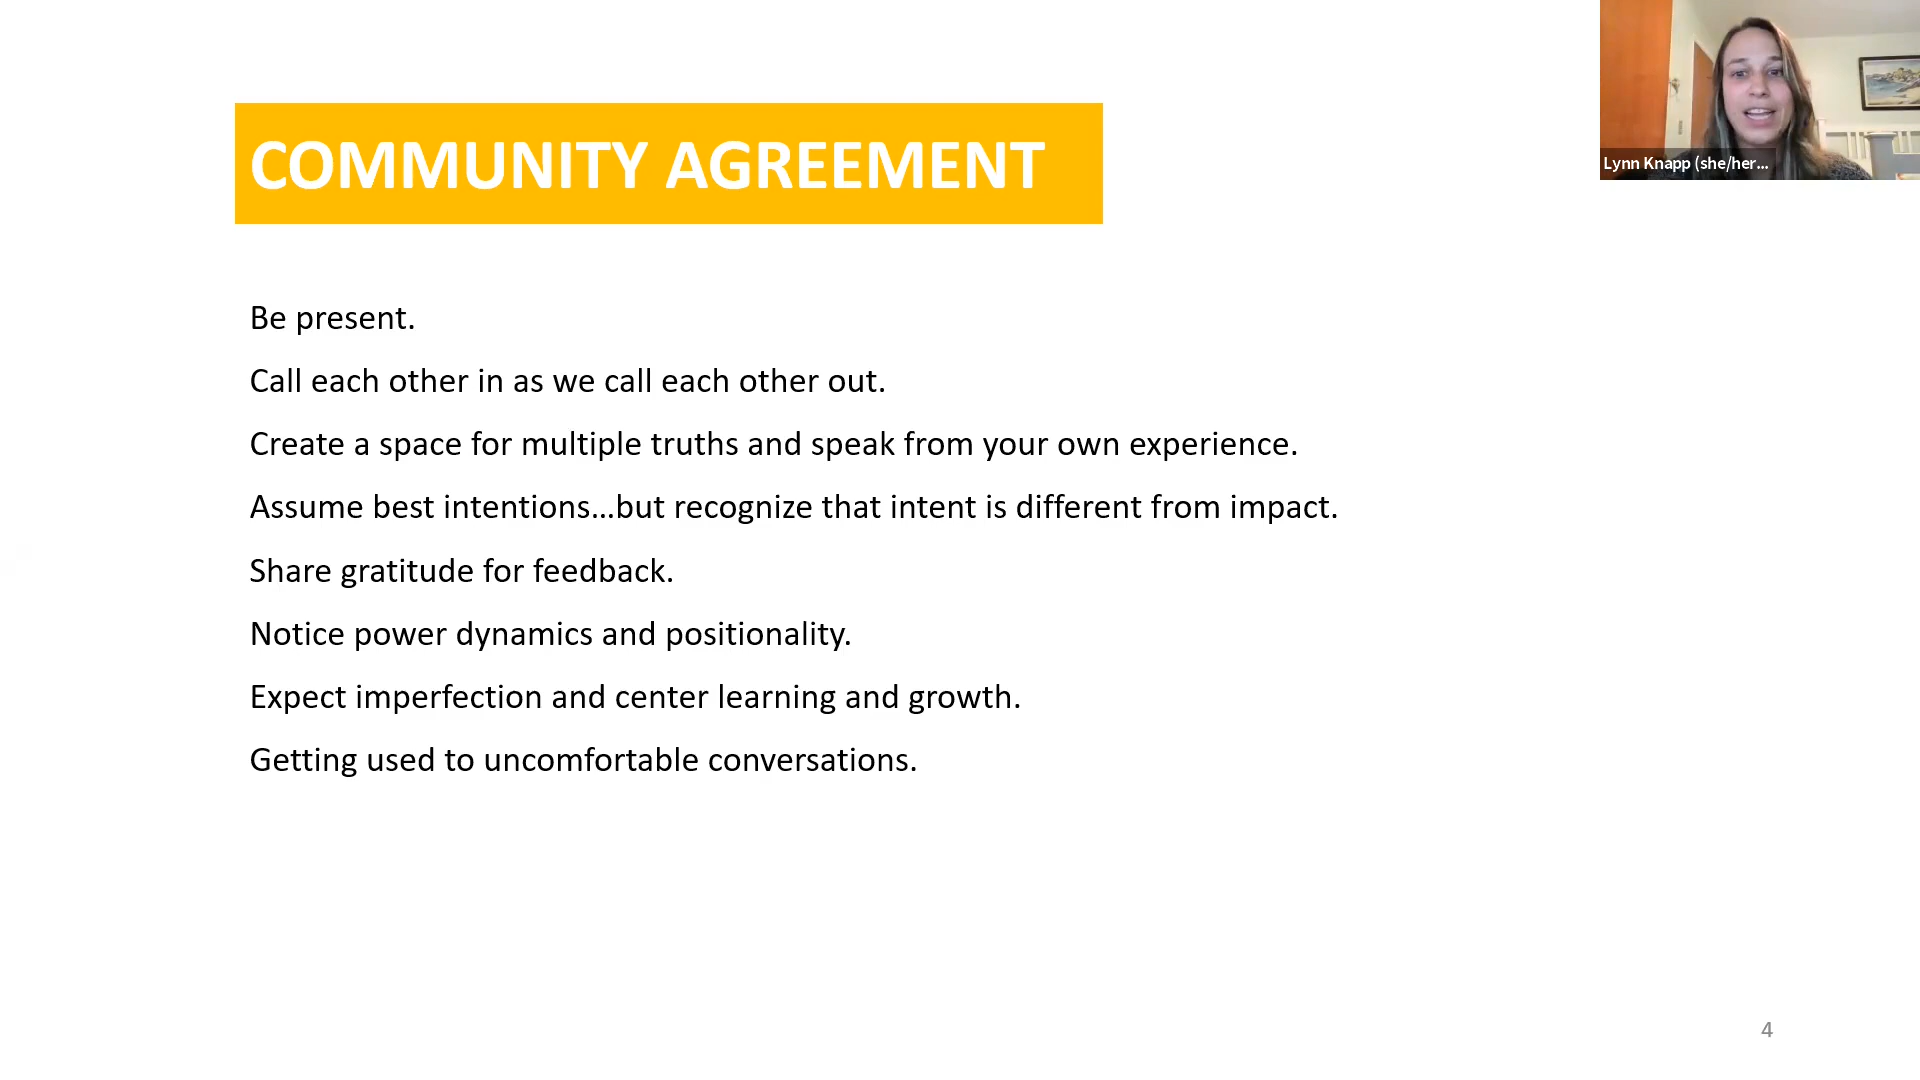 COMMUNITY AGREEMENT
Lynn Knapp (she/her...
Be present.
Call each other in as we call each other out.
Create a space for multiple truths and speak from your own experience.
Assume best intentions...but recognize that intent is different from impact.
Share gratitude for feedback.
Notice power dynamics and positionality.
Expect imperfection and center learning and growth.
Getting used to uncomfortable conversations.
4